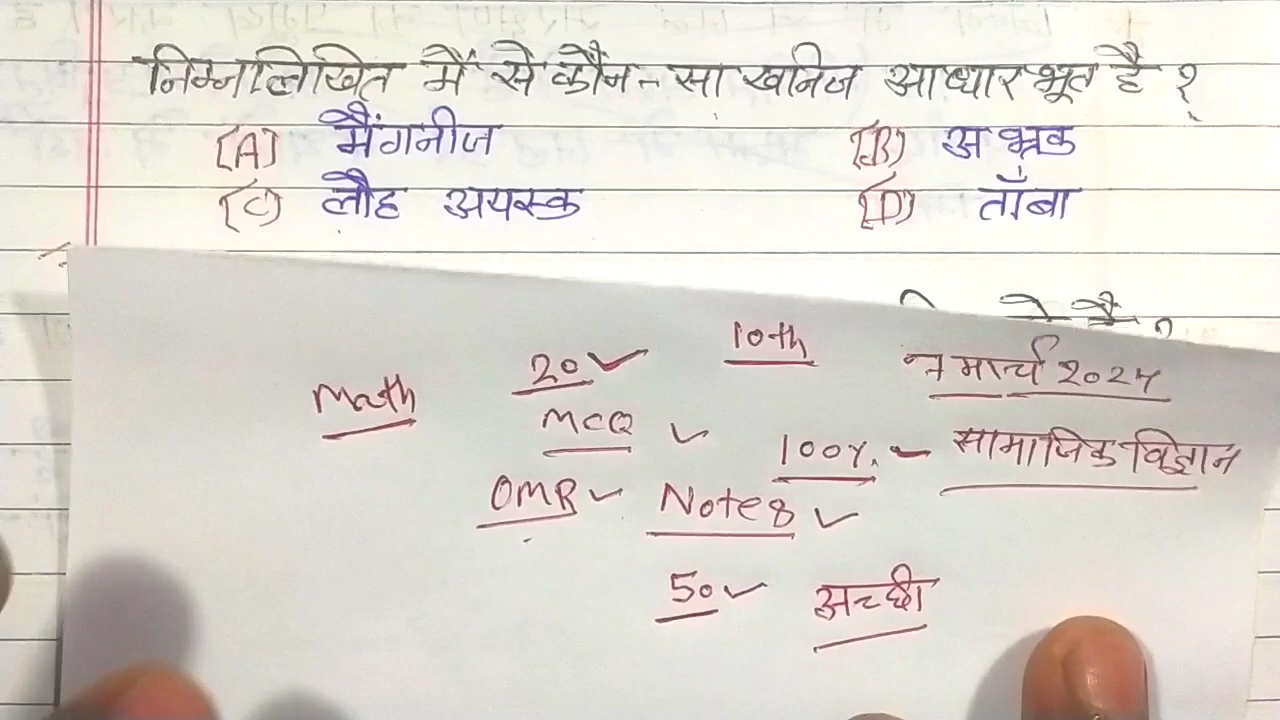 निम्नलिखित में से कौन-सा खनिज आधारभूत है ?
(A) मैंगनीज (B) अभ्रक
(C) लौह अयस्क (D) ताँबा
10th
20 ✓ 7 मार्च 2024
Math
MCQ ✓ 100% - सामाजिक विज्ञान
OMR ✓ Notes ✓
50 ✓ अच्छी